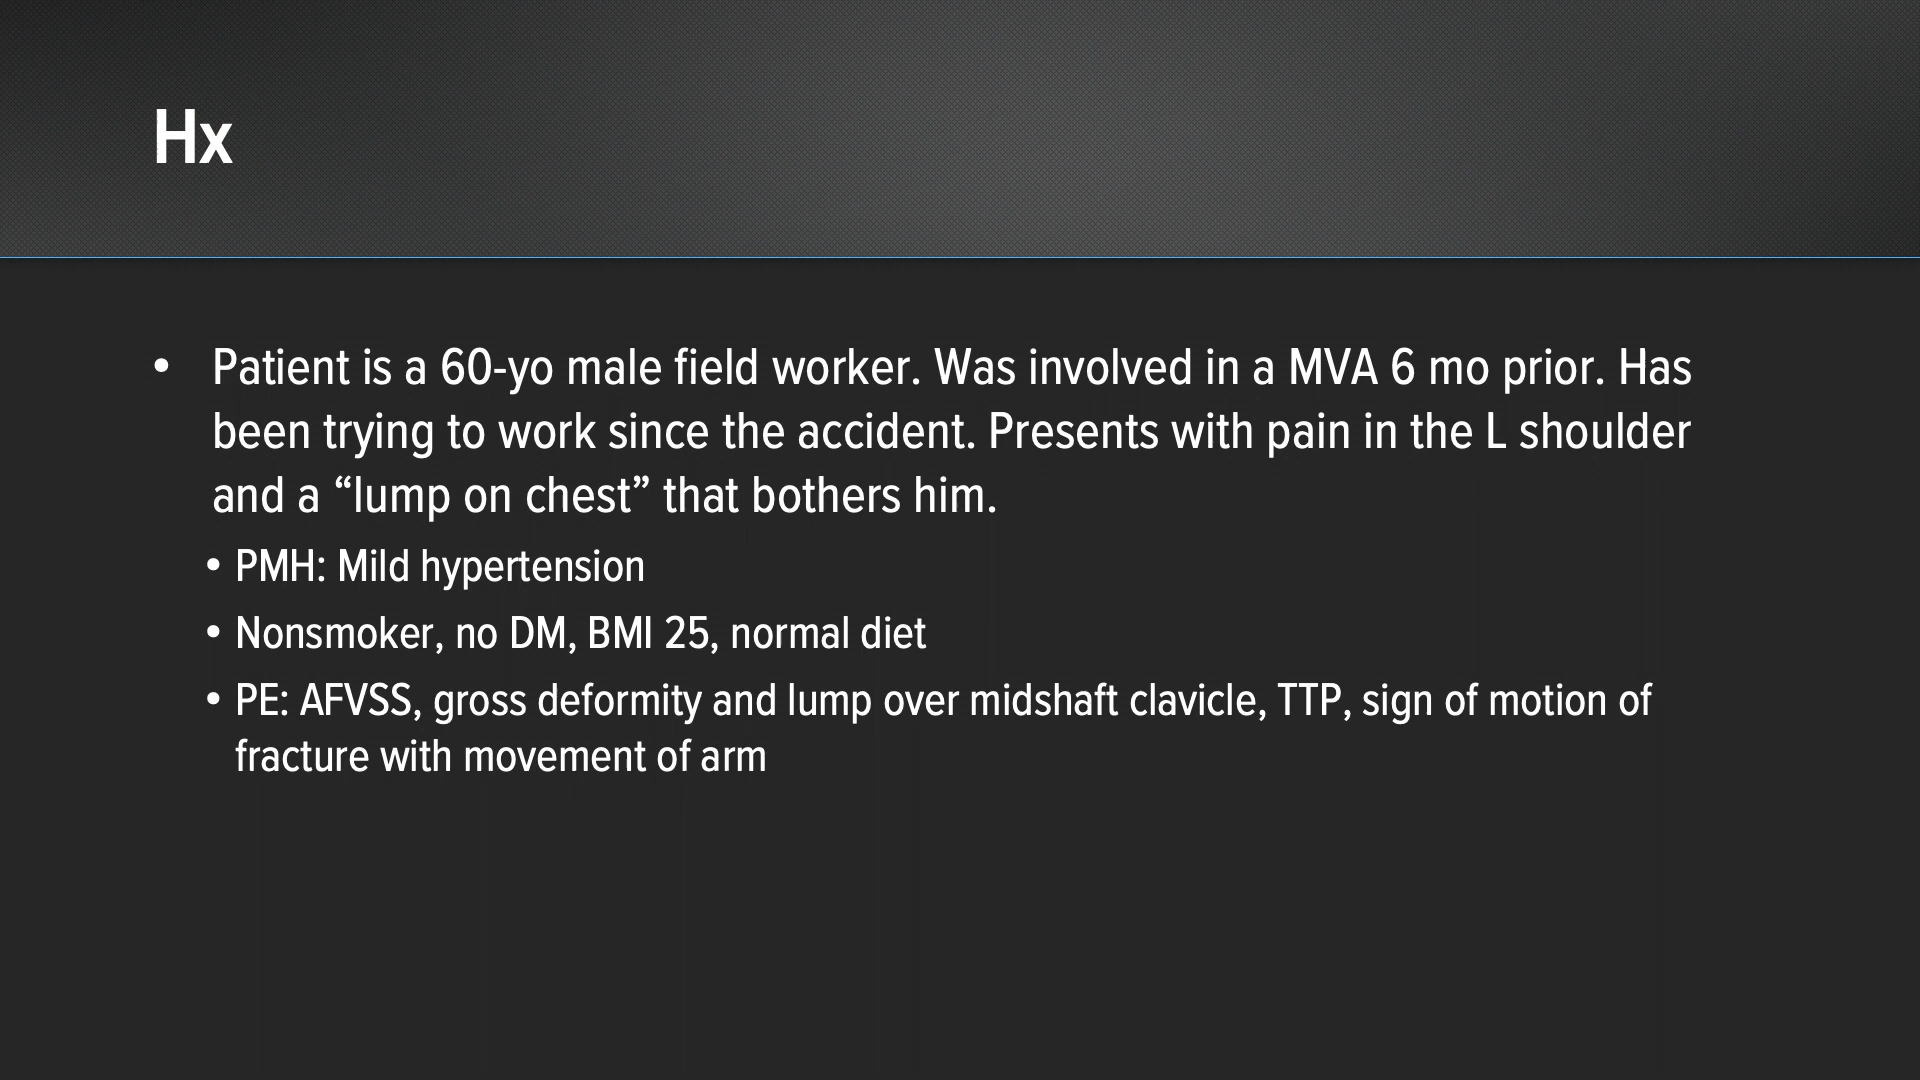 Hx
• Patient is a 60-yo male field worker. Was involved in a MVA 6 mo prior. Has
been trying to work since the accident. Presents with pain in the L shoulder
and a “lump on chest” that bothers him.
• PMH: Mild hypertension
• Nonsmoker, no DM, BMI 25, normal diet
• PE: AFVSS, gross deformity and lump over midshaft clavicle, TTP, sign of motion of
fracture with movement of arm